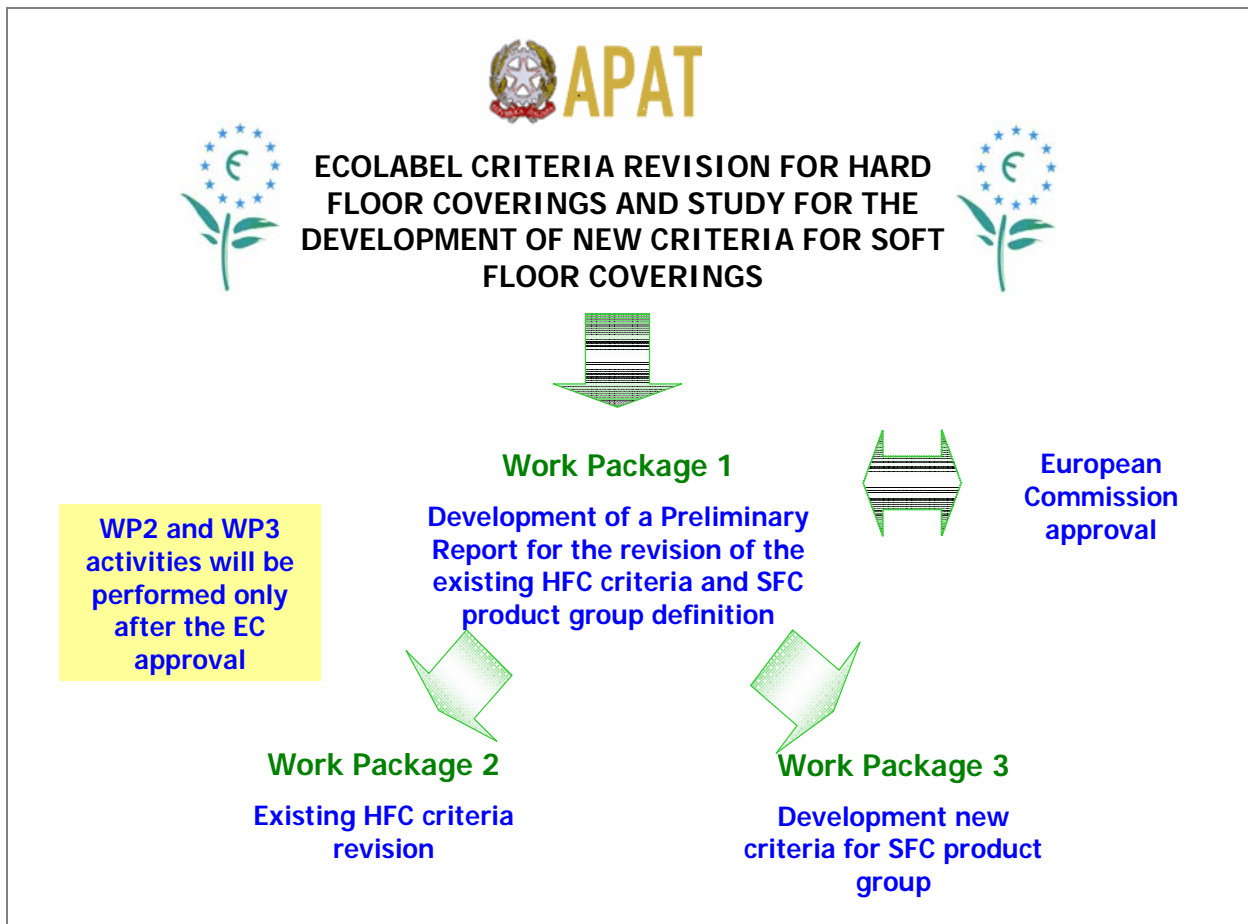 APAT
ECOLABEL CRITERIA REVISION FOR HARD
FLOOR COVERINGS AND STUDY FOR THE
DEVELOPMENT OF NEW CRITERIA FOR SOFT
FLOOR COVERINGS
Work Package 1
Development of a Preliminary
Report for the revision of the
existing HFC criteria and SFC
product group definition
European
Commission
approval
WP2 and WP3
activities will be
performed only
after the EC
approval
Work Package 2
Existing HFC criteria
revision
Work Package 3
Development new
criteria for SFC product
group